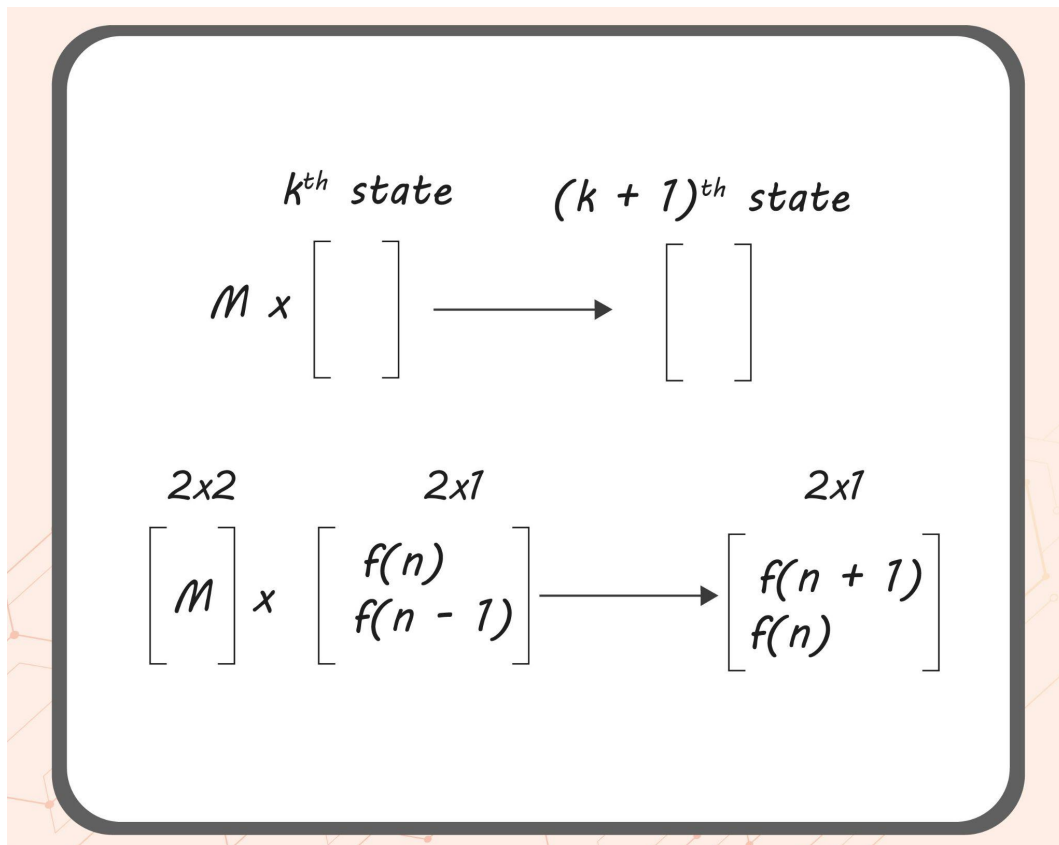 kth state (k + 1)th state
M x
2x2 2x1 2x1
f(n)
f(n + 1)
M x
f(n - 1)
f(n)